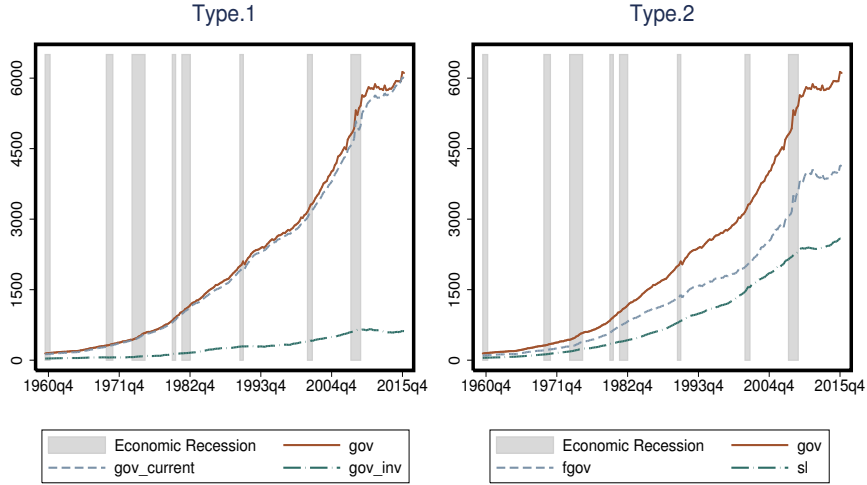 Type.1
Type.2
6000
4500
3000
1500
0
1960q4 1971q4 1982q4 1993q4 2004q4 2015q4
6000
4500
3000
1500
0
1960q4 1971q4 1982q4 1993q4 2004q4 2015q4
Economic Recession gov
gov_current gov_inv
Economic Recession gov
fgov sl